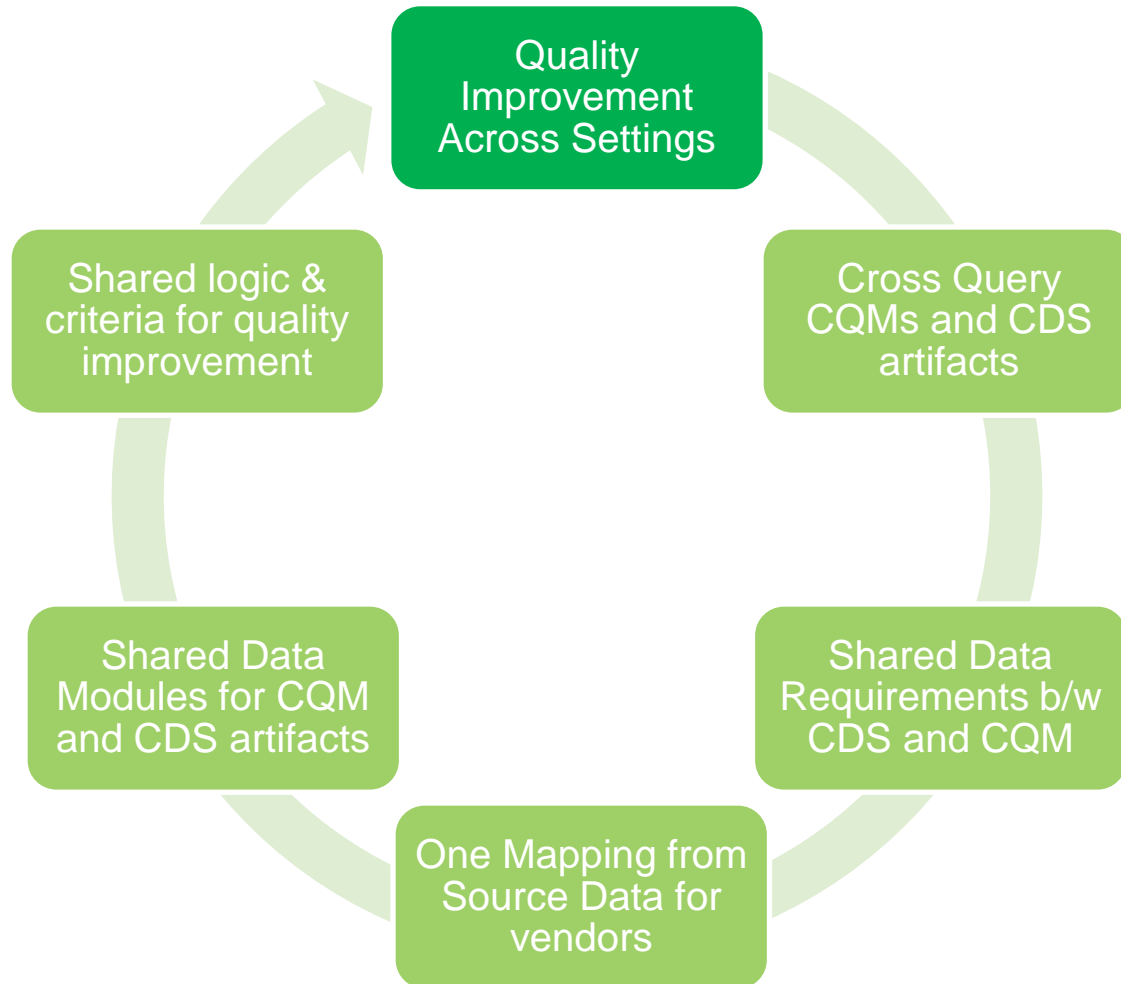 Quality
Improvement
Across Settings
Cross Query
CQMs and CDS
artifacts
Shared Data
Requirements b/w
CDS and CQM
One Mapping from
Source Data for
vendors
Shared Data
Modules for CQM
and CDS artifacts
Shared logic &
criteria for quality
improvement